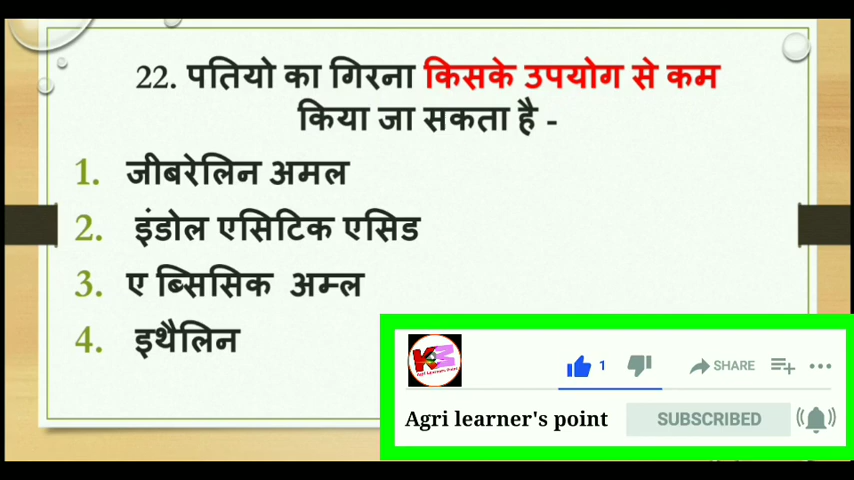 22. पतियो का गिरना किसके उपयोग से कम
किया जा सकता है -
1. जीबरेलिन अमल
2. इंडोल एसिटिक एसिड
3. ए ब्सिसिक अम्ल
4. इथैलिन
1 SHARE
Agri learner's point SUBSCRIBED